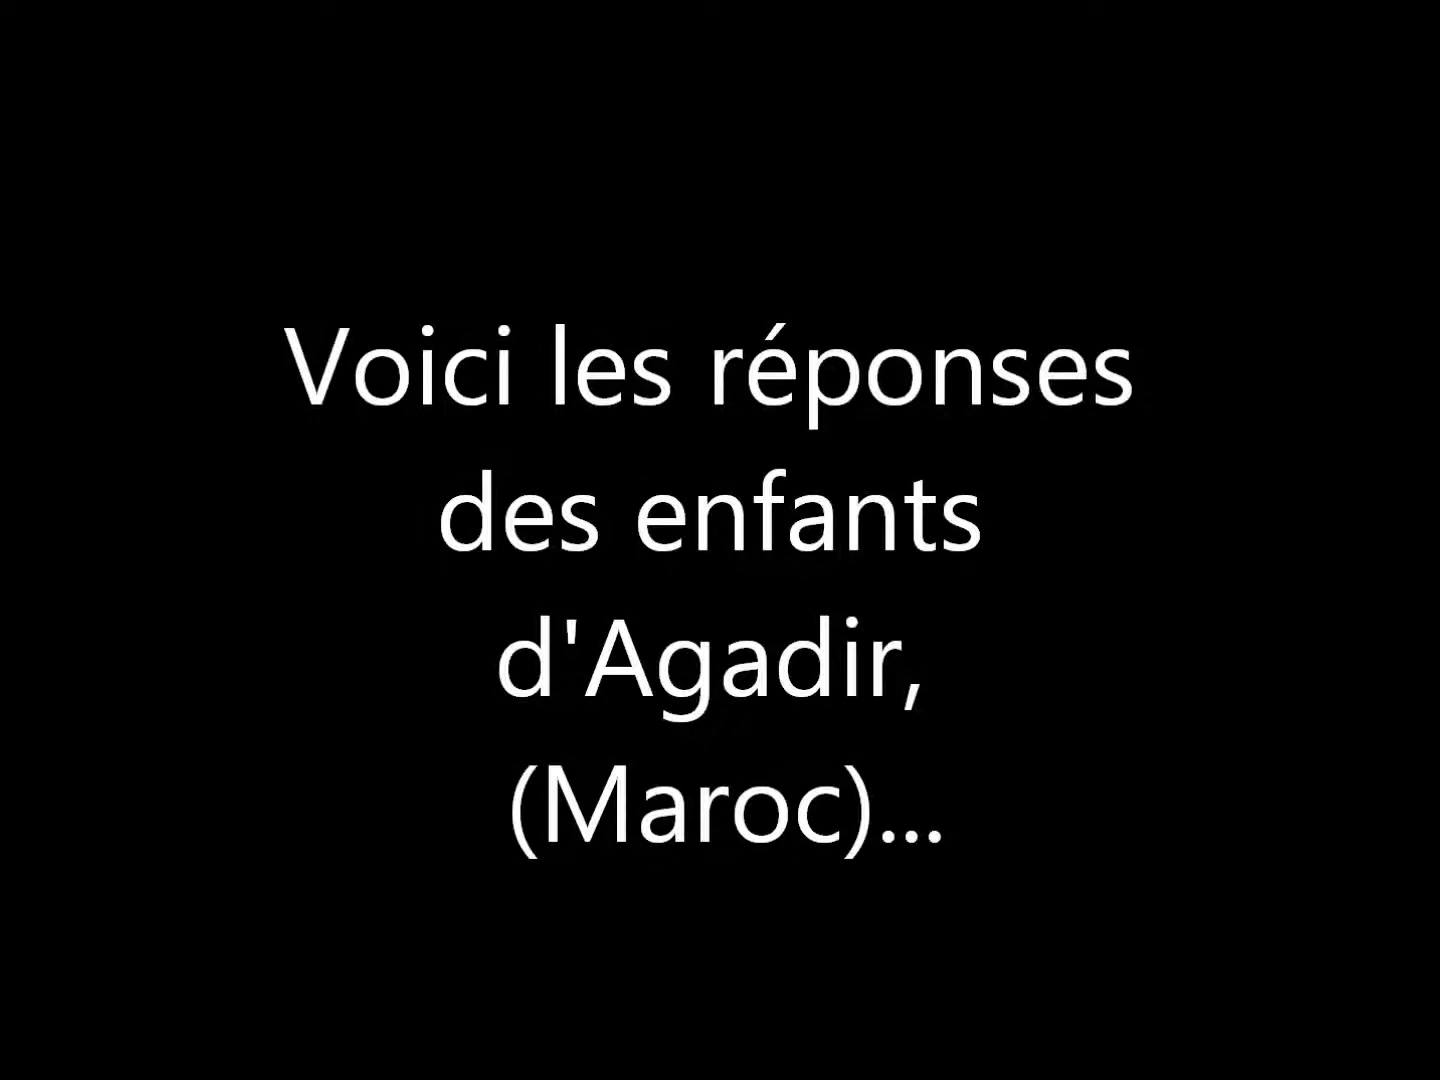 Voici les réponses
des enfants
d'Agadir,
(Maroc)...